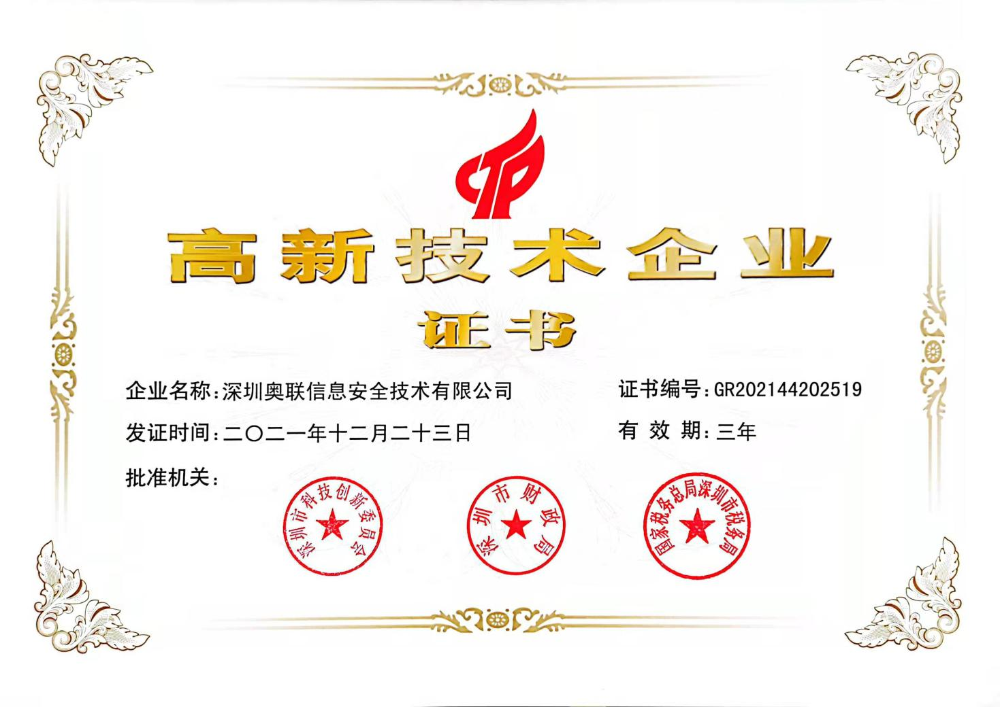 高新技术企业
证书
企业名称:深圳奥联信息安全技术有限公司
证书编号:GR202144202519
发证时间:二〇二一年十二月二十三日
有效期:三年
批准机关:
深圳市科技创新委员会
深圳市财政局
国家税务总局深圳市税务局